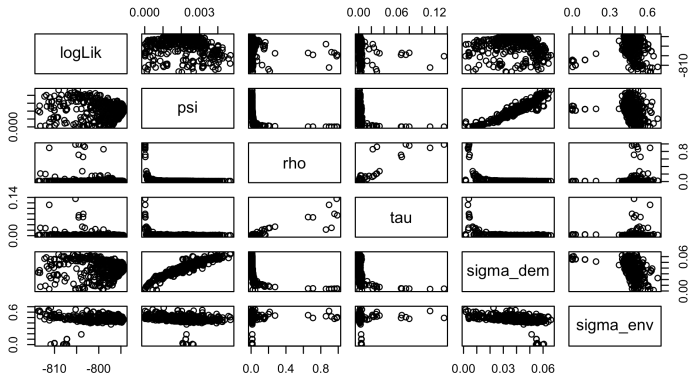 0.000 0.003 0.00 0.06 0.12 0.0 0.3 0.6
logLik -810
0.000 psi
rho 0.0 0.8
0.00 0.14 tau
sigma_dem 0.00 0.06
0.0 0.6 sigma_env
-810 -800 0.0 0.4 0.8 0.00 0.03 0.06